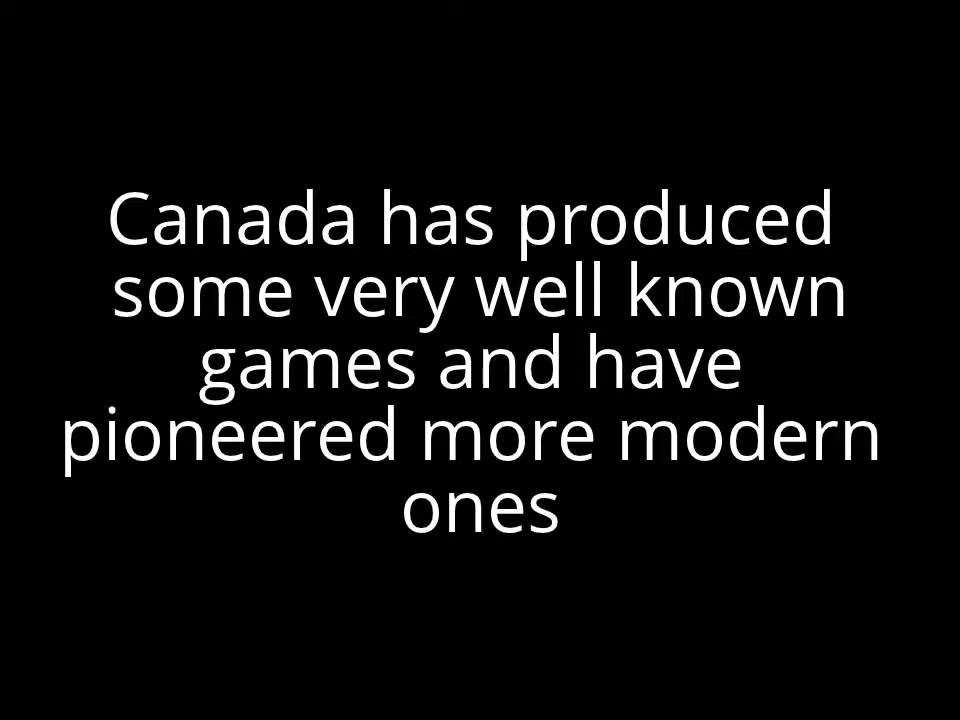 Canada has produced
some very well known
games and have
pioneered more modern
ones